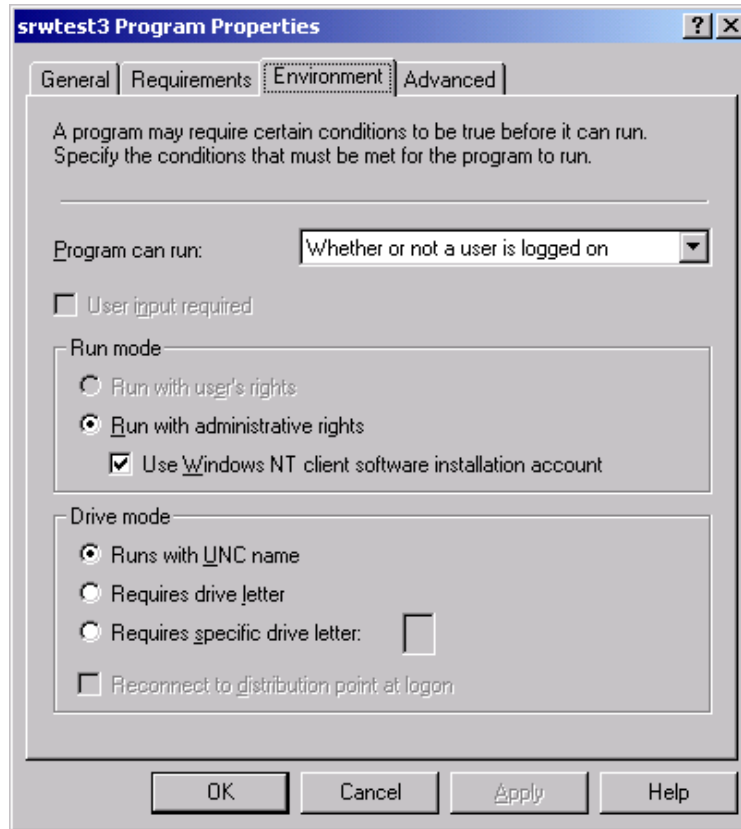 srwtest3 Program Properties
General Requirements Environment Advanced
A program may require certain conditions to be true before it can run.
Specify the conditions that must be met for the program to run.
Program can run: Whether or not a user is logged on
User input required
Run mode
Run with user's rights
Run with administrative rights
Use Windows NT client software installation account
Drive mode
Runs with UNC name
Requires drive letter
Requires specific drive letter:
Reconnect to distribution point at logon
OK Cancel Apply Help